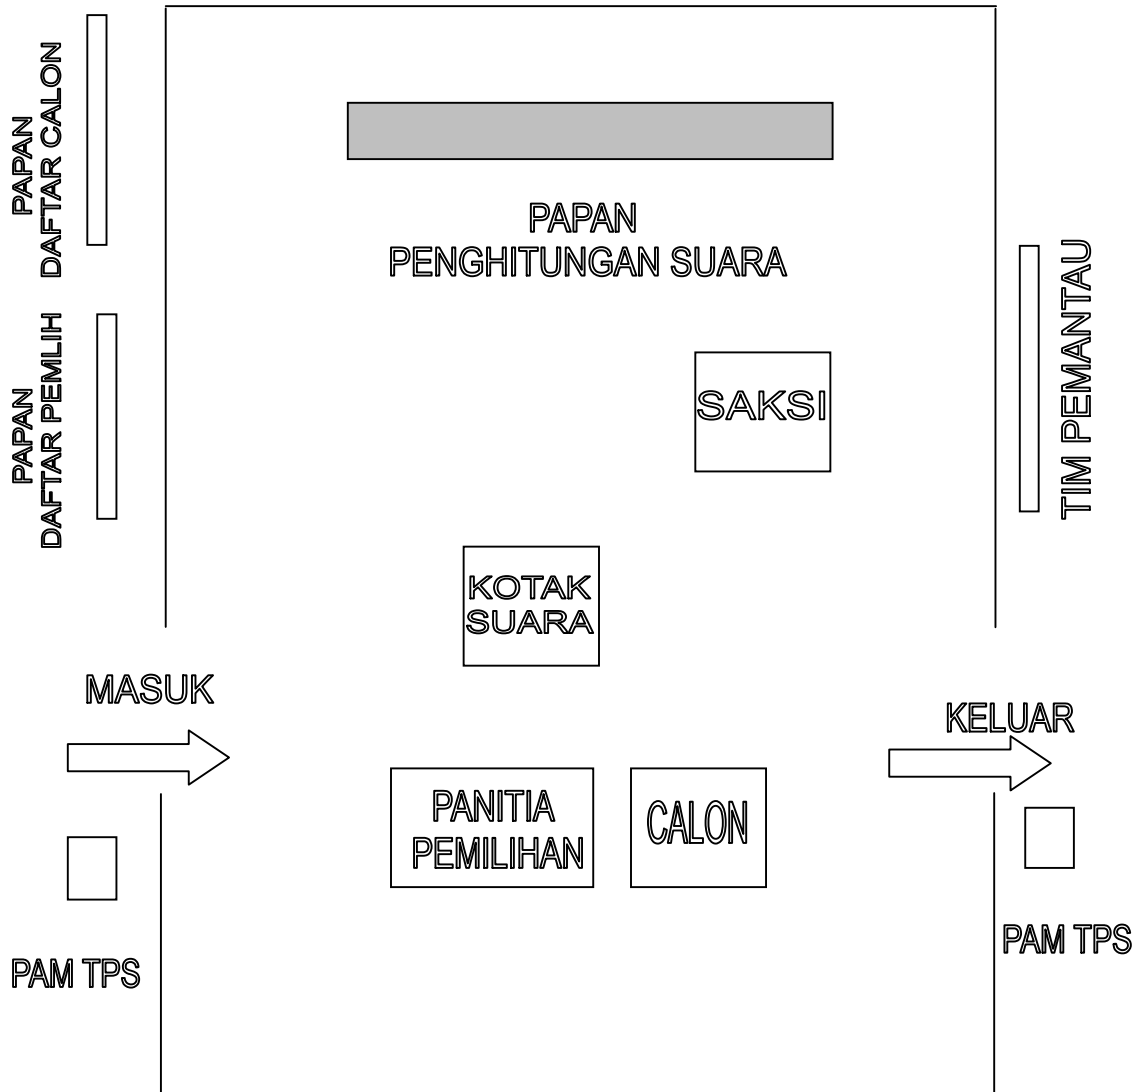 PAPAN
DAFTAR CALON
PAPAN
PENGHITUNGAN SUARA
PAPAN
DAFTAR PEMLIH
TIM PEMANTAU
SAKSI
KOTAK
SUARA
MASUK
KELUAR
PANITIA
PEMILIHAN
CALON
PAM TPS
PAM TPS